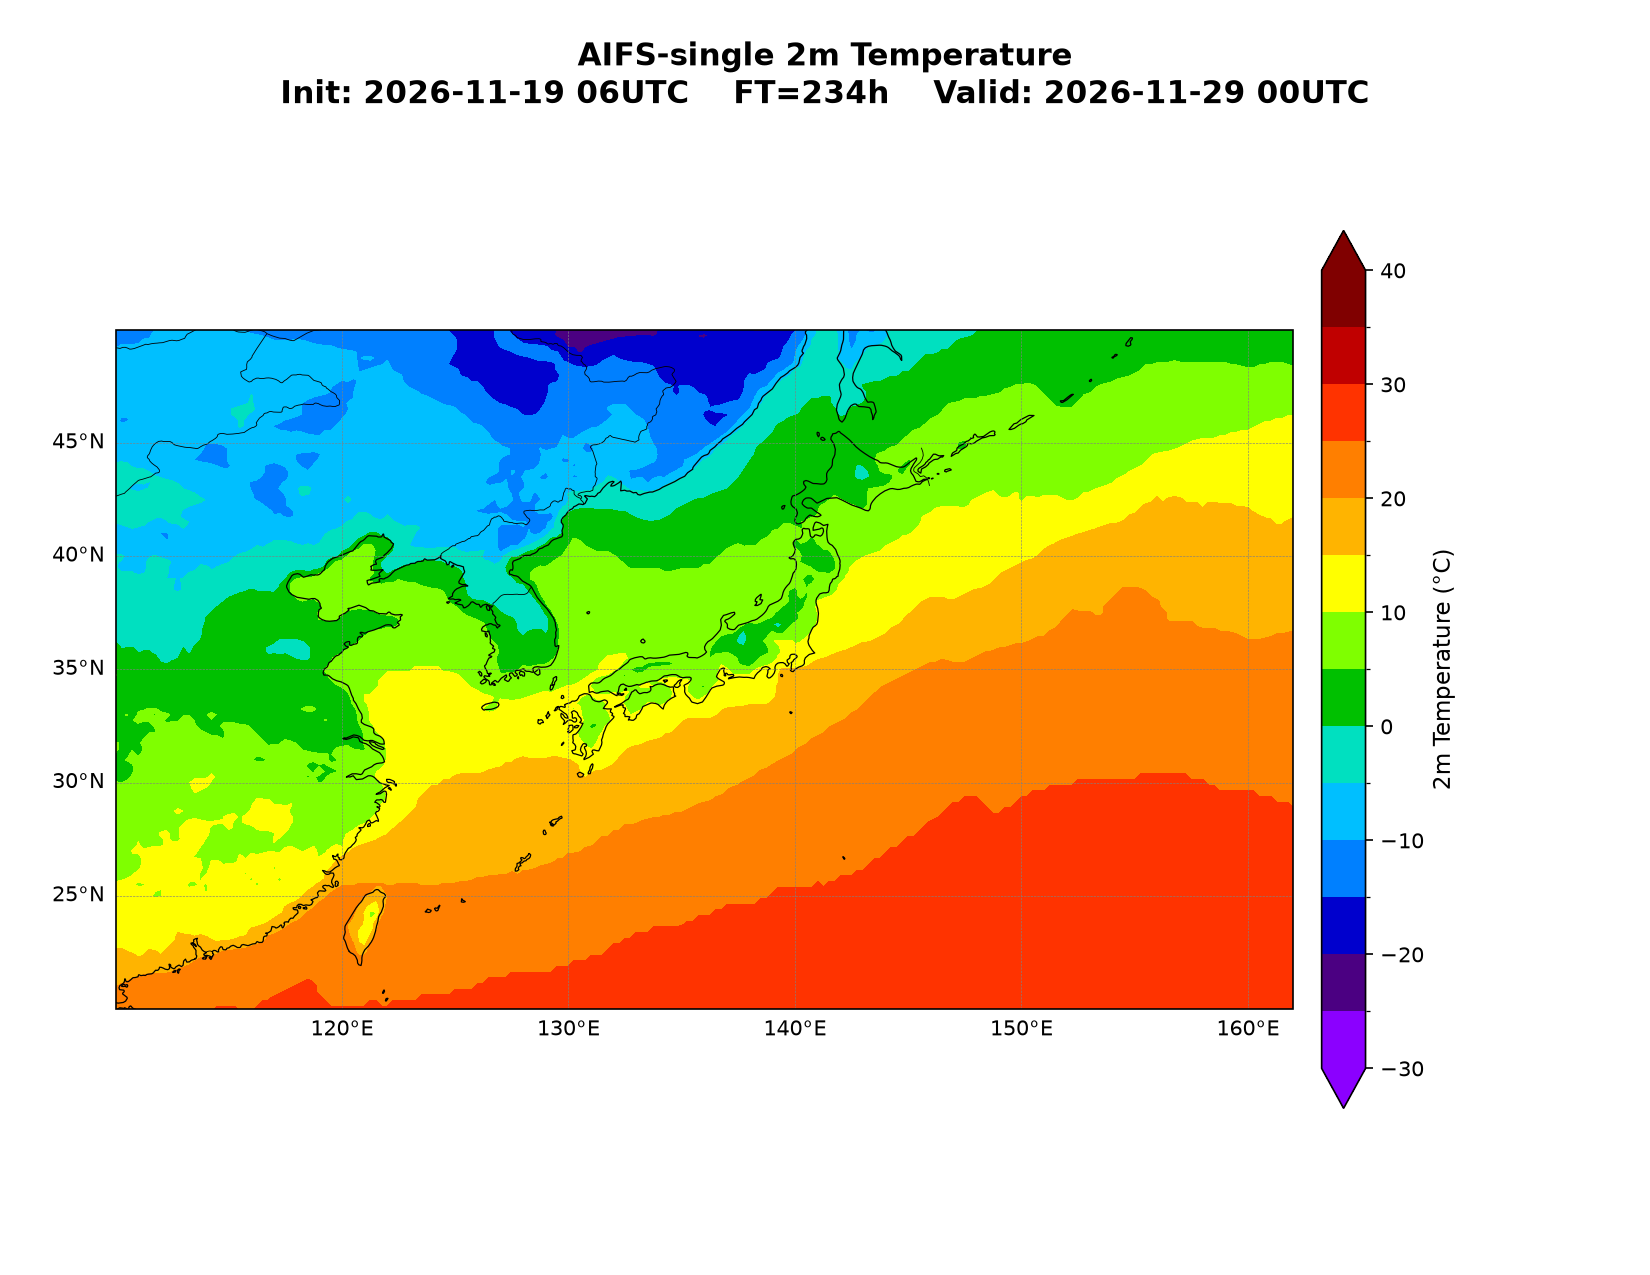 AIFS-single 2m Temperature
Init: 2026-11-19 06UTC    FT=234h    Valid: 2026-11-29 00UTC
45°N
40°N
35°N
30°N
25°N
120°E
130°E
140°E
150°E
160°E
40
30
20
10
0
−10
−20
−30
2m Temperature (°C)